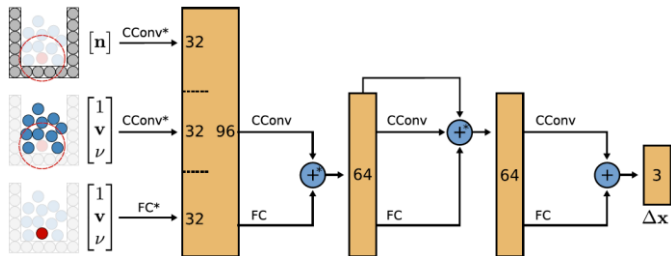 [n] CConv* 32
[1 v ν] CConv* 32 96 CConv CConv +* CConv
+* 64 64 + 3
[1 v ν] FC* 32 FC FC FC Δx